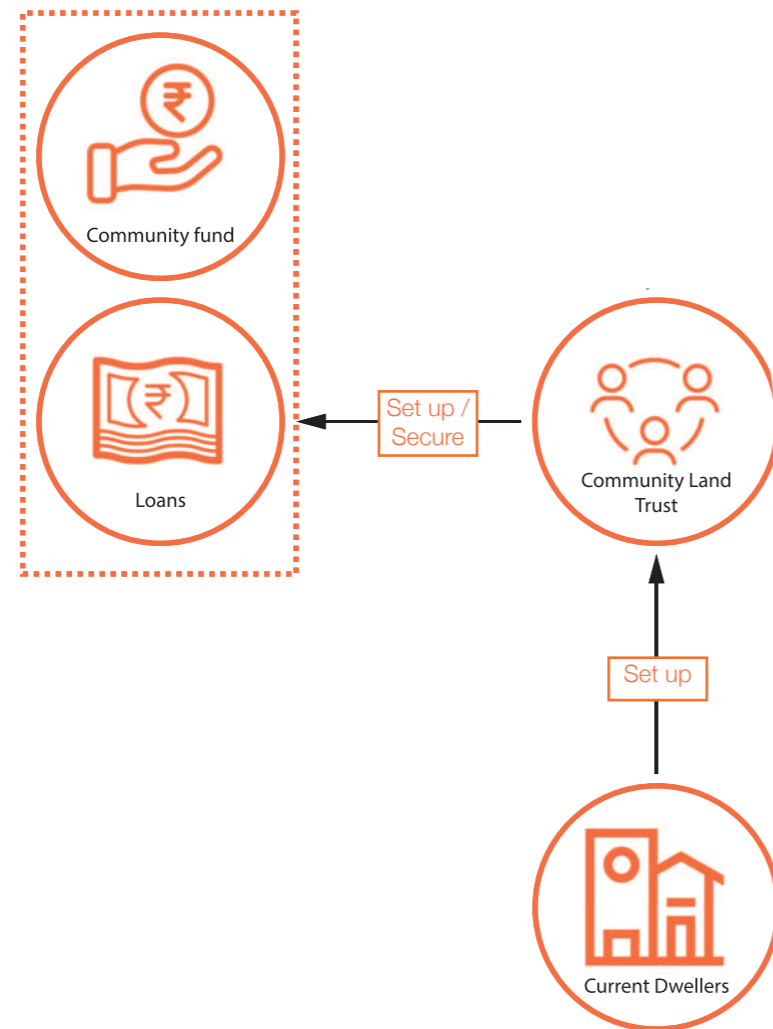 ₹
Community fund
₹
Loans
Set up /
Secure
Community Land
Trust
Set up
Current Dwellers